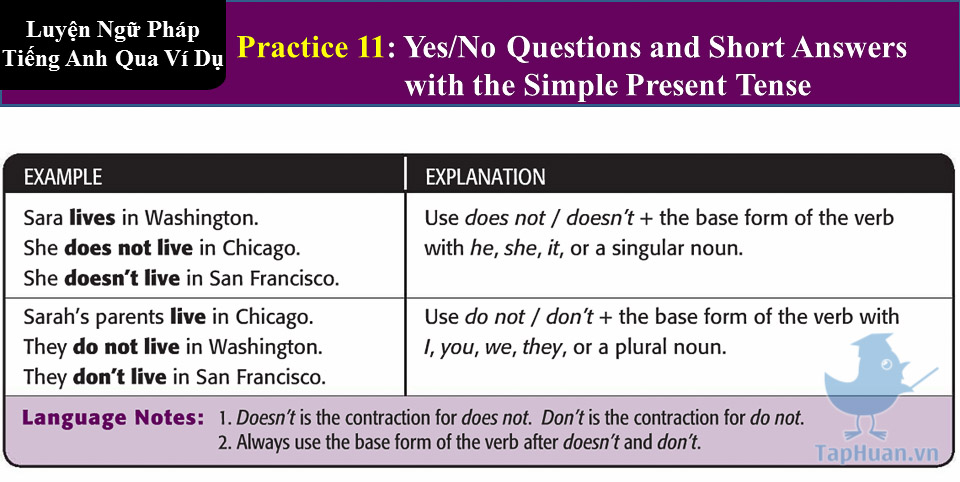 Luyện Ngữ Pháp
Tiếng Anh Qua Ví Dụ
Practice 11: Yes/No Questions and Short Answers
with the Simple Present Tense
EXAMPLE
EXPLANATION
Sara lives in Washington.
She does not live in Chicago.
She doesn't live in San Francisco.
Use does not / doesn't + the base form of the verb
with he, she, it, or a singular noun.
Sarah's parents live in Chicago.
They do not live in Washington.
They don't live in San Francisco.
Use do not / don't + the base form of the verb with
I, you, we, they, or a plural noun.
Language Notes: 1. Doesn't is the contraction for does not. Don't is the contraction for do not.
2. Always use the base form of the verb after doesn't and don't.
TapHuan.vn